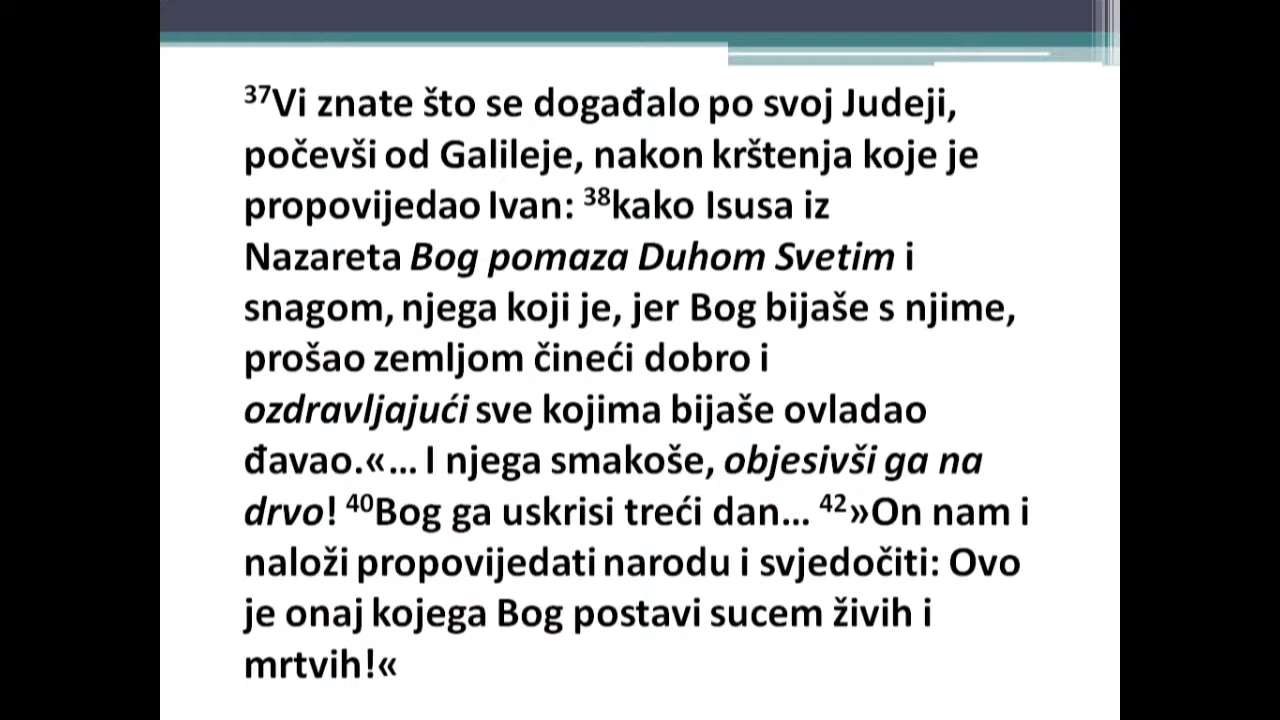 ³⁷Vi znate što se događalo po svoj Judeji,
počevši od Galileje, nakon krštenja koje je
propovijedao Ivan: ³⁸kako Isusa iz
Nazareta Bog pomaza Duhom Svetim i
snagom, njega koji je, jer Bog bijaše s njime,
prošao zemljom čineći dobro i
ozdravljajući sve kojima bijaše ovladao
đavao.«… I njega smakoše, objesivši ga na
drvo! ⁴⁰Bog ga uskrisi treći dan… ⁴²»On nam i
naloži propovijedati narodu i svjedočiti: Ovo
je onaj kojega Bog postavi sucem živih i
mrtvih!«